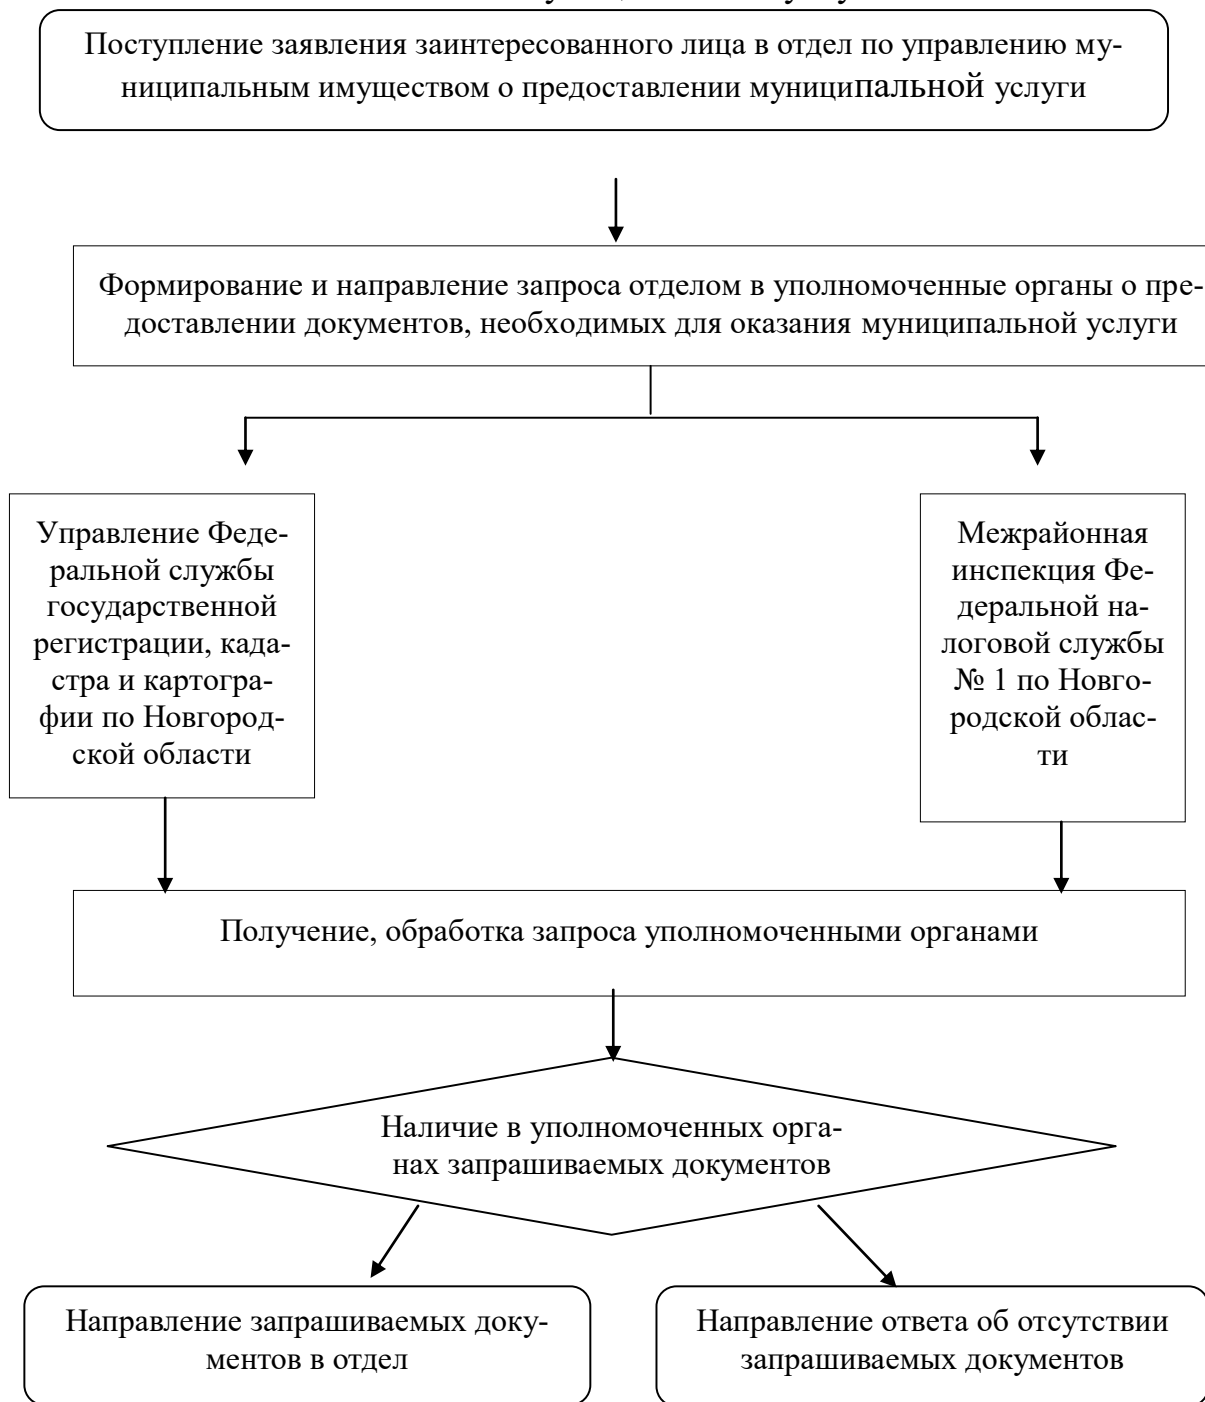 Поступление заявления заинтересованного лица в отдел по управлению му-
ниципальным имуществом о предоставлении муниципальной услуги
Формирование и направление запроса отделом в уполномоченные органы о пре-
доставлении документов, необходимых для оказания муниципальной услуги
Управление Феде-
ральной службы
государственной
регистрации, када-
стра и картогра-
фии по Новгород-
ской области
Межрайонная
инспекция Фе-
деральной на-
логовой службы
№ 1 по Новго-
родской облас-
ти
Получение, обработка запроса уполномоченными органами
Наличие в уполномоченных орга-
нах запрашиваемых документов
Направление запрашиваемых доку-
ментов в отдел
Направление ответа об отсутствии
запрашиваемых документов